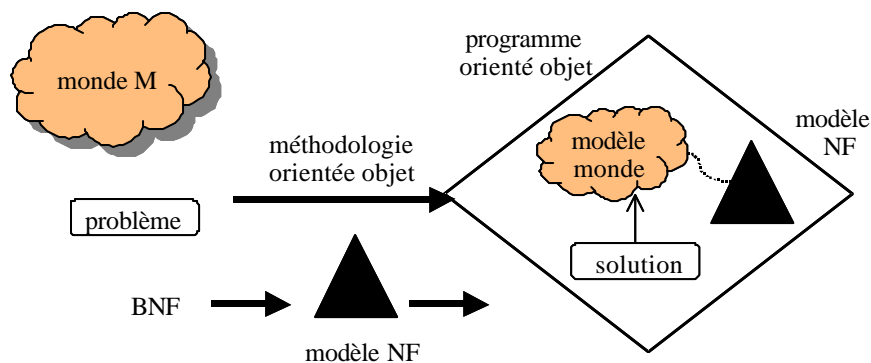 monde M
programme
orienté objet
méthodologie
orientée objet
modèle
monde
modèle
NF
problème
solution
BNF
modèle NF